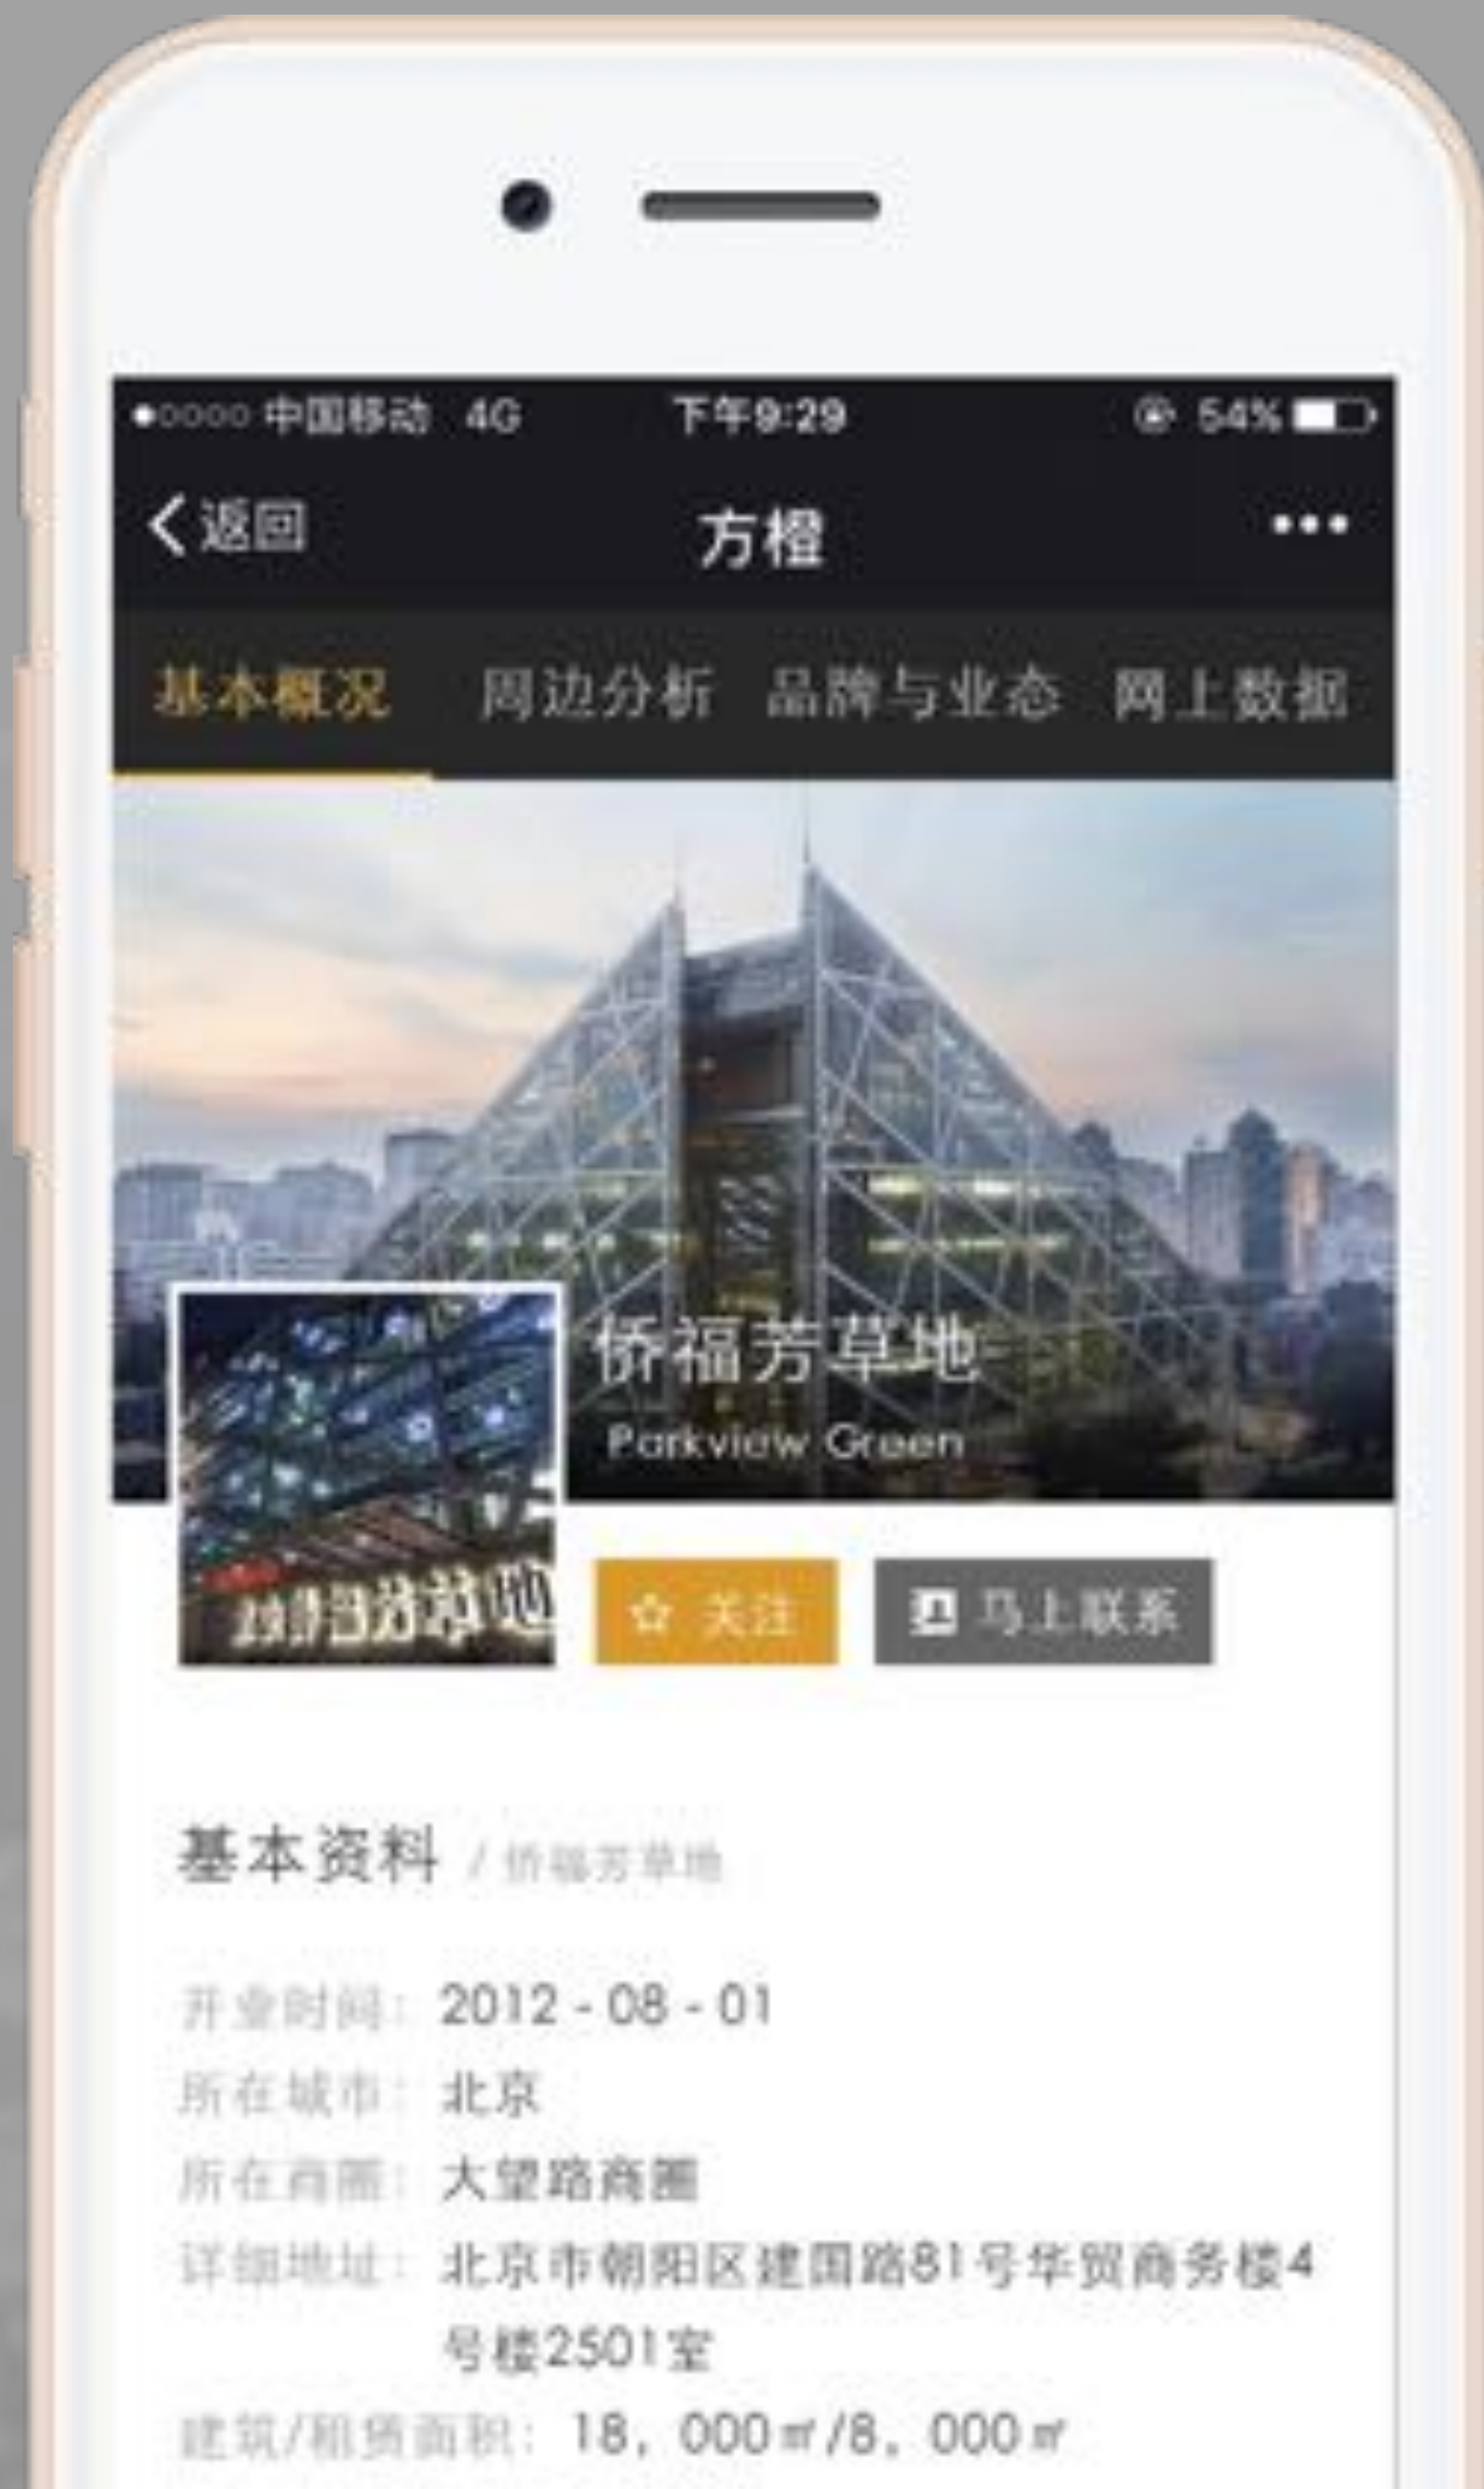 中国移动 4G 下午9:29 54%
返回 方橙
基本概况 周边分析 品牌与业态 网上数据
侨福芳草地
Parkview Green
芳草地
关注 马上联系
基本资料 / 侨福芳草地
开业时间: 2012 - 08 - 01
所在城市: 北京
所在商圈: 大望路商圈
详细地址: 北京市朝阳区建国路81号华贸商务楼4
号楼2501室
建筑/租赁面积: 18, 000㎡/8, 000㎡